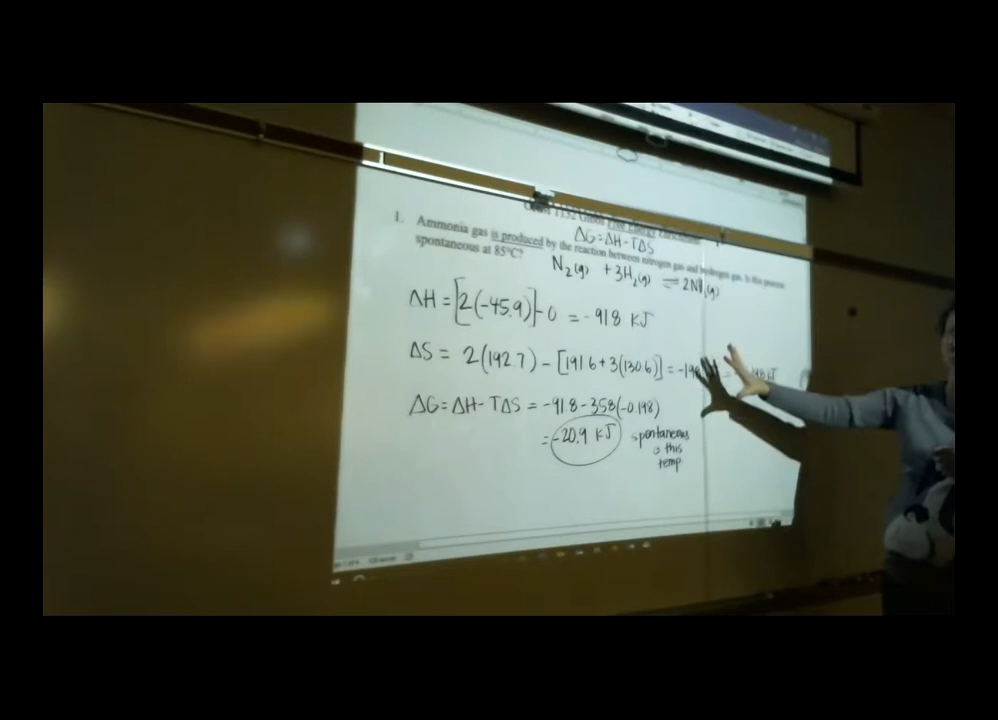 Free Energy
ΔG=ΔH-TΔS
1. Ammonia gas is produced by the reaction between nitrogen gas and hydrogen gas. Is this process
spontaneous at 85°C?
N₂(g) + 3H₂(g) ⇌ 2NH₃(g)
ΔH = [2(-45.9)]-0 = -91.8 KJ
ΔS = 2(192.7) - [191.6+3(130.6)] =
ΔG=ΔH-TΔS = -91.8-358(-0.198)
= -20.9 KJ spontaneous
this
temp